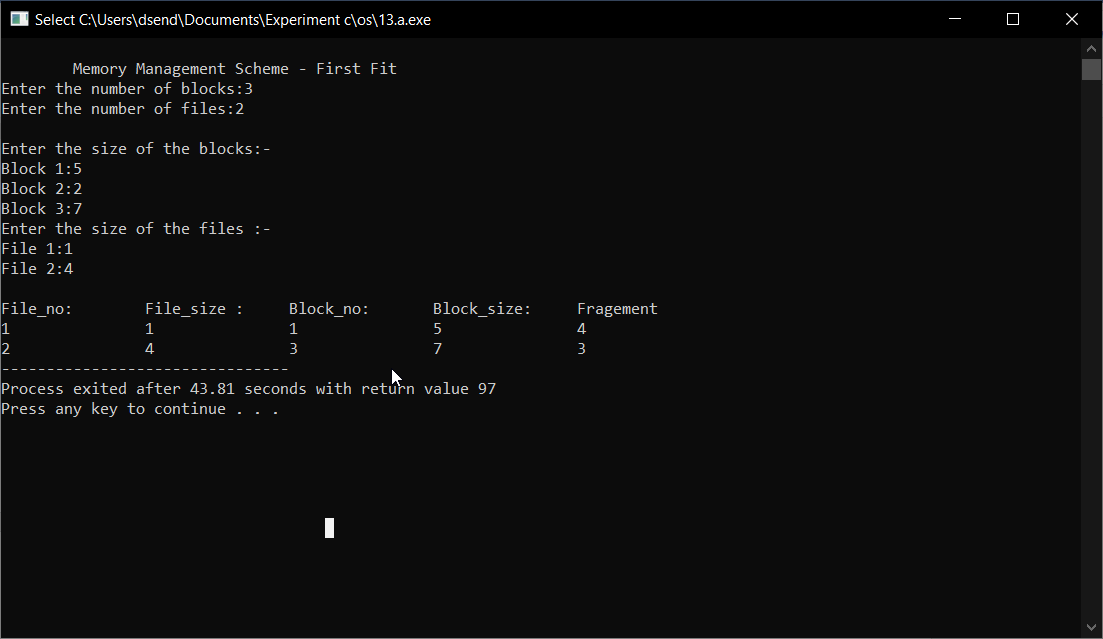 Select C:\Users\dsend\Documents\Experiment c\os\13.a.exe
Memory Management Scheme - First Fit
Enter the number of blocks:3
Enter the number of files:2
Enter the size of the blocks:-
Block 1:5
Block 2:2
Block 3:7
Enter the size of the files :-
File 1:1
File 2:4
File_no: File_size : Block_no: Block_size: Fragement
1 1 1 5 4
2 4 3 7 3
--------------------------------
Process exited after 43.81 seconds with return value 97
Press any key to continue . . .